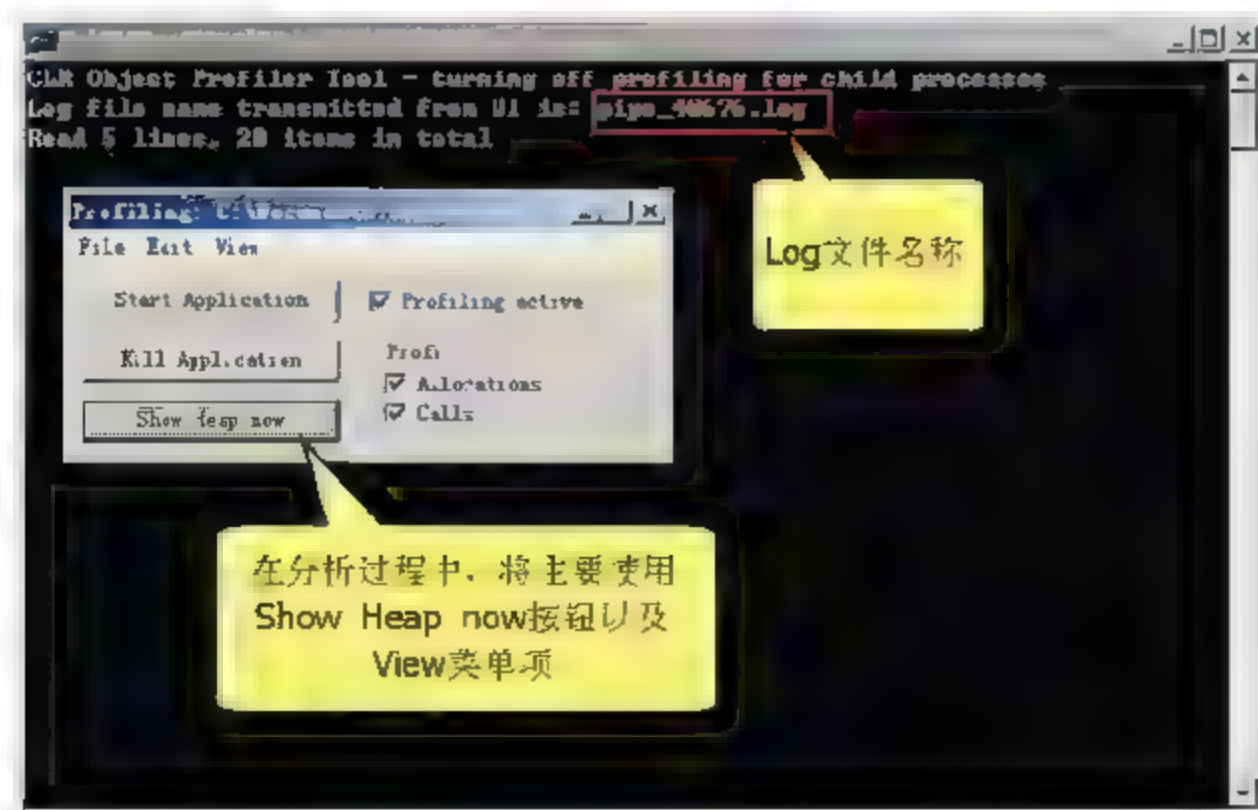 CLR Object Profiler Tool - turning off profiling for child processes
Log file name transmitted from UI is:
Read 5 lines, 20 items in total
Log文件名称
File Edit View
Start Application
Profiling active
Kill Application
Allocations
Calls
Show Heap now
在分析过程中,将主要使用
Show Heap now按钮以及
View菜单项